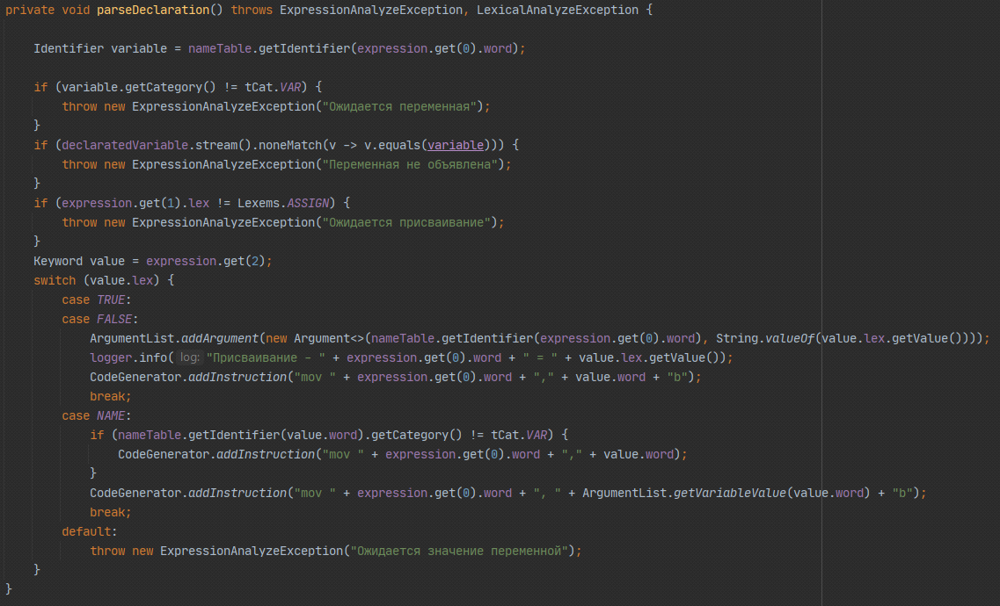 private void parseDeclaration() throws ExpressionAnalyzeException, LexicalAnalyzeException {
Identifier variable = nameTable.getIdentifier(expression.get(0).word);
if (variable.getCategory() != tCat.VAR) {
throw new ExpressionAnalyzeException("Ожидается переменная");
}
if (declaratedVariable.stream().noneMatch(v -> v.equals(variable))) {
throw new ExpressionAnalyzeException("Переменная не объявлена");
}
if (expression.get(1).lex != Lexems.ASSIGN) {
throw new ExpressionAnalyzeException("Ожидается присваивание");
}
Keyword value = expression.get(2);
switch (value.lex) {
case TRUE:
case FALSE:
ArgumentList.addArgument(new Argument<>(nameTable.getIdentifier(expression.get(0).word), String.valueOf(value.lex.getValue())));
logger.info( log: "Присваивание - " + expression.get(0).word + " = " + value.lex.getValue());
CodeGenerator.addInstruction("mov " + expression.get(0).word + "," + value.word + "b");
break;
case NAME:
if (nameTable.getIdentifier(value.word).getCategory() != tCat.VAR) {
CodeGenerator.addInstruction("mov " + expression.get(0).word + "," + value.word);
}
CodeGenerator.addInstruction("mov " + expression.get(0).word + ", " + ArgumentList.getVariableValue(value.word) + "b");
break;
default:
throw new ExpressionAnalyzeException("Ожидается значение переменной");
}
}